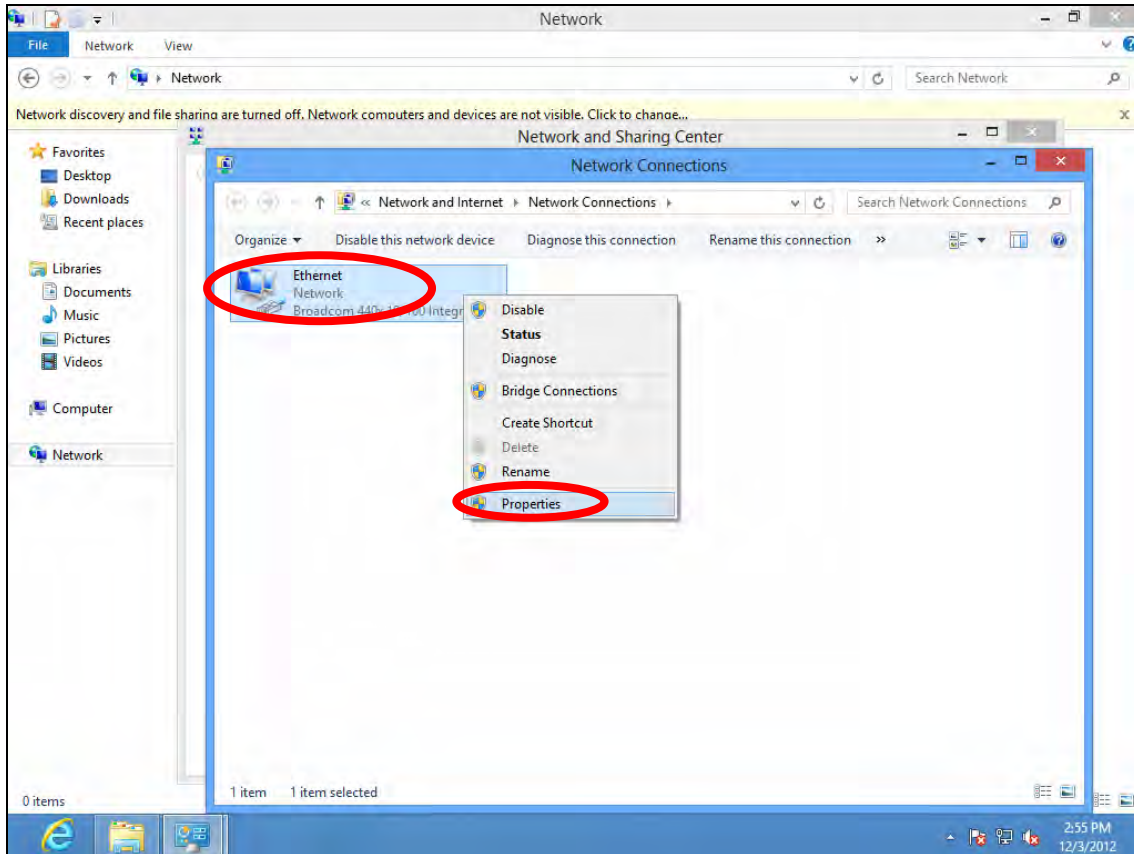 Network
File Network View
Network
Search Network
Network discovery and file sharing are turned off. Network computers and devices are not visible. Click to change...
Favorites
Desktop
Downloads
Recent places
Libraries
Documents
Music
Pictures
Videos
Computer
Network
0 items
Network and Sharing Center
Network Connections
« Network and Internet Network Connections
Search Network Connections
Organize Disable this network device Diagnose this connection Rename this connection »
Ethernet
Network
Broadcom 440x 10/100 Integr
Disable
Status
Diagnose
Bridge Connections
Create Shortcut
Delete
Rename
Properties
1 item 1 item selected
2:55 PM
12/3/2012